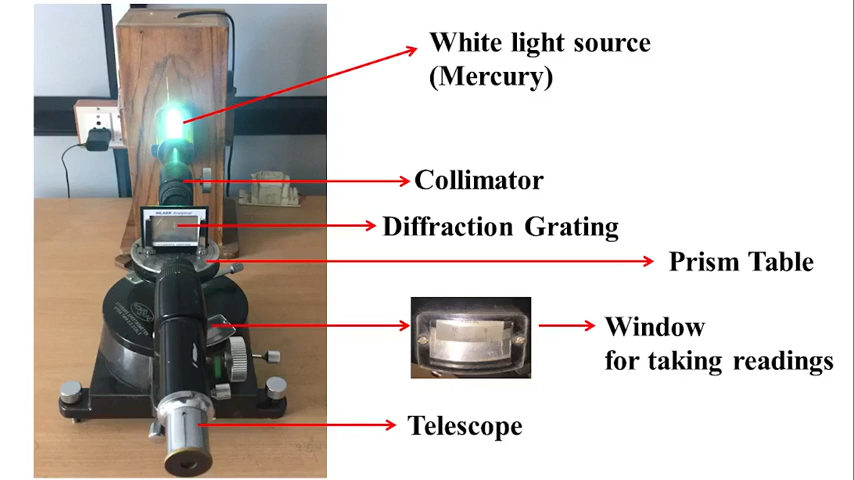 White light source
(Mercury)
Collimator
Diffraction Grating
Prism Table
Window
for taking readings
Telescope